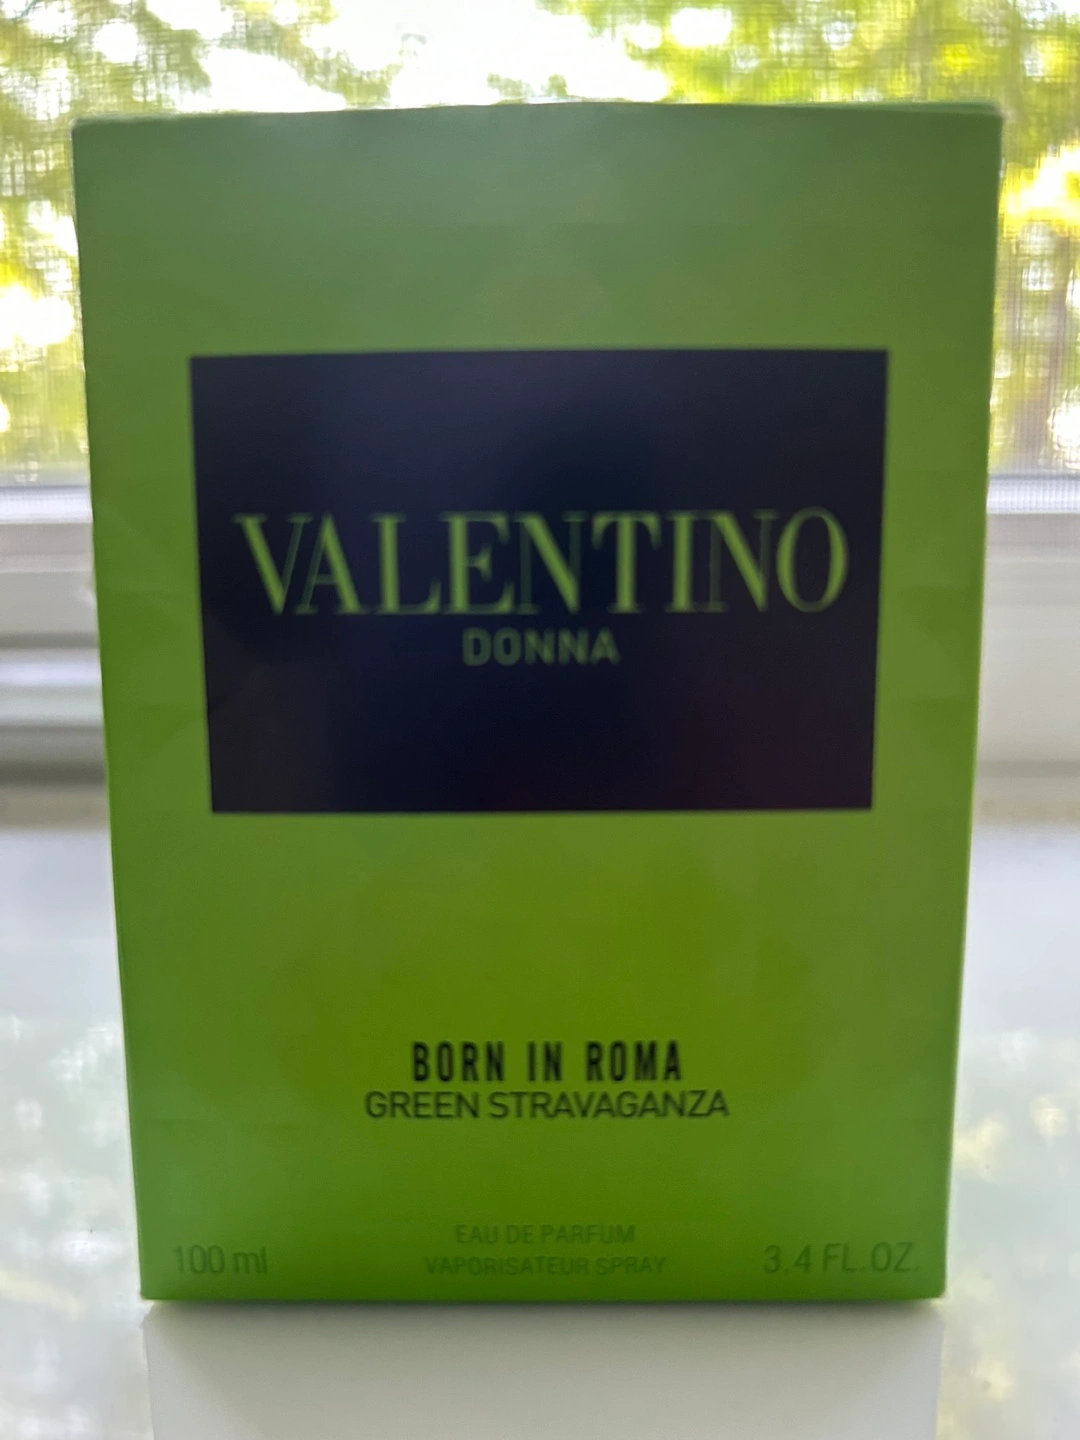 VALENTINO
DONNA
BORN IN ROMA
GREEN STRAVAGANZA
EAU DE PARFUM
100 ml VAPORISATEUR SPRAY 3.4 FL.OZ.